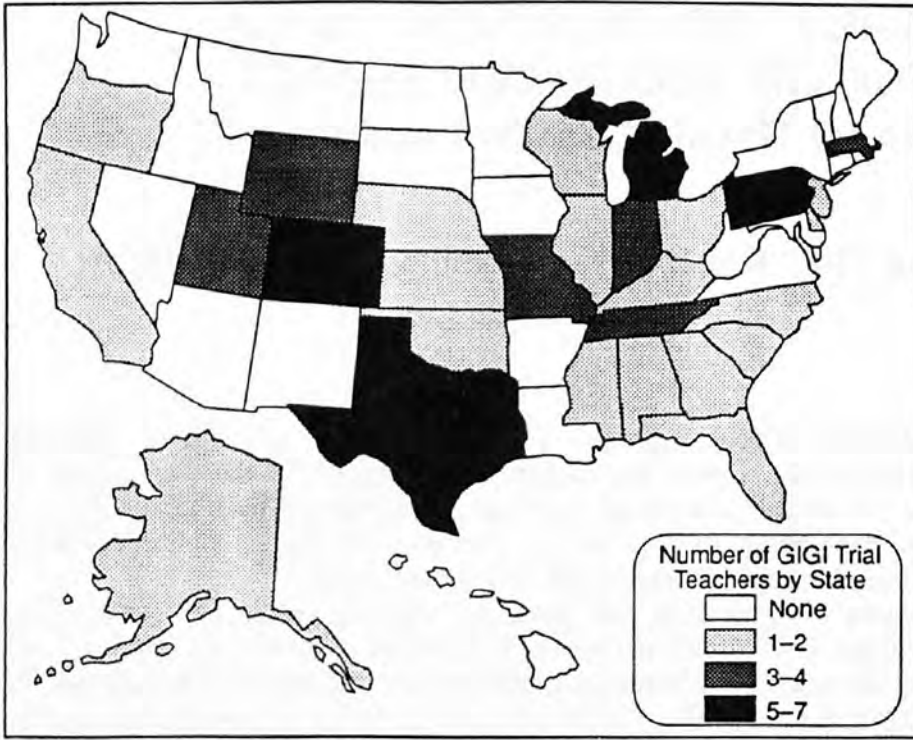 Number of GIGI Trial
Teachers by State
None
1–2
3–4
5–7